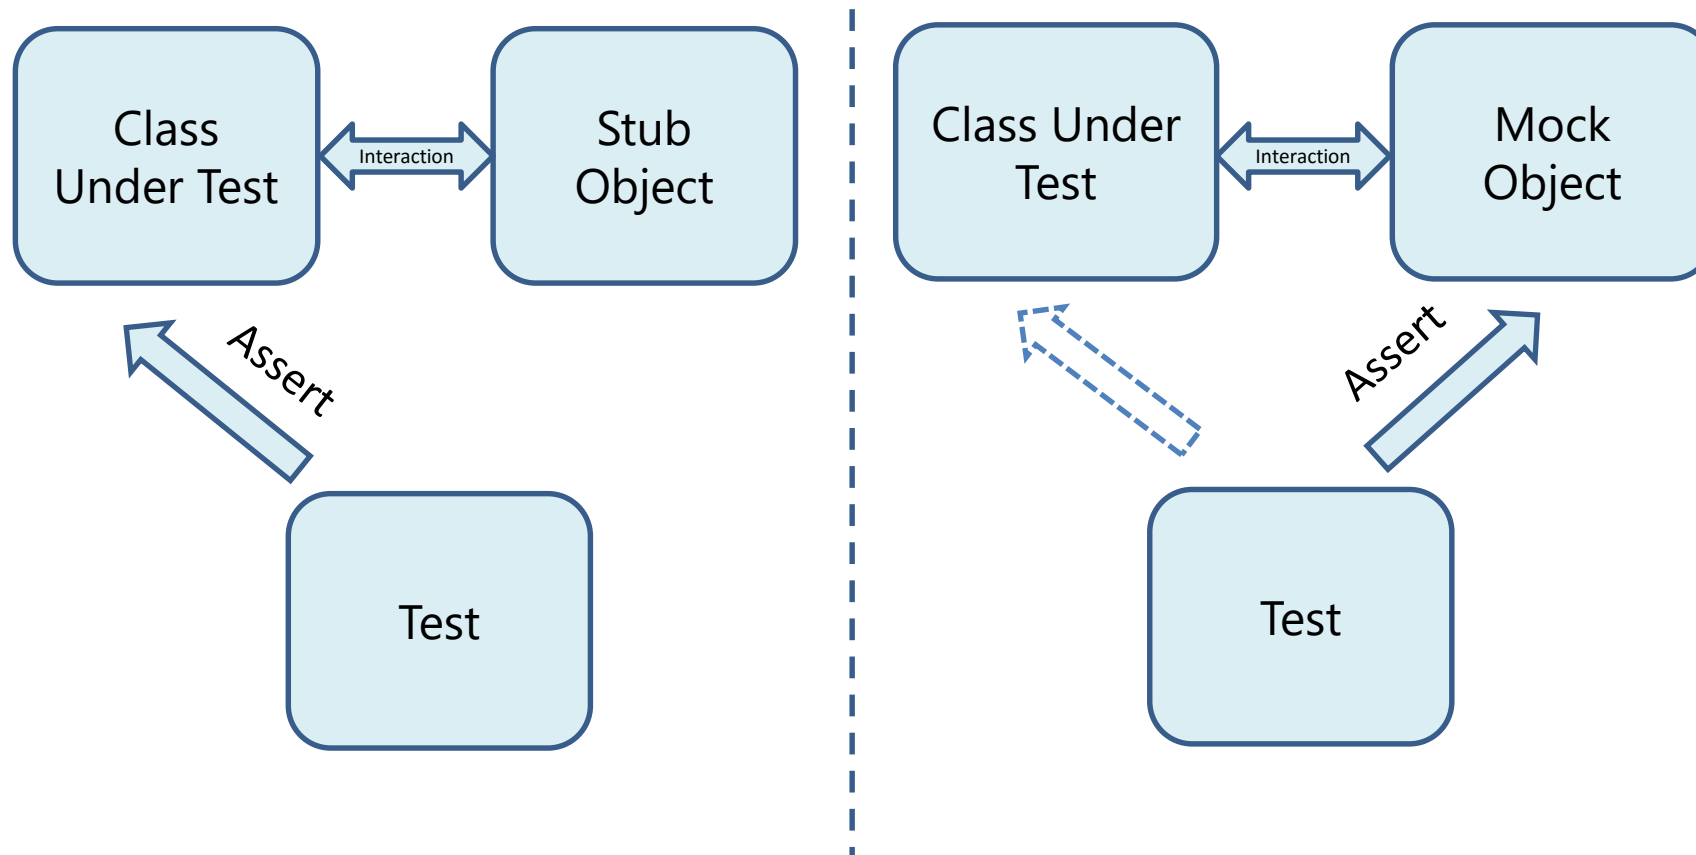 Class
Under Test
Interaction
Stub
Object
Assert
Test
Class Under
Test
Interaction
Mock
Object
Assert
Test